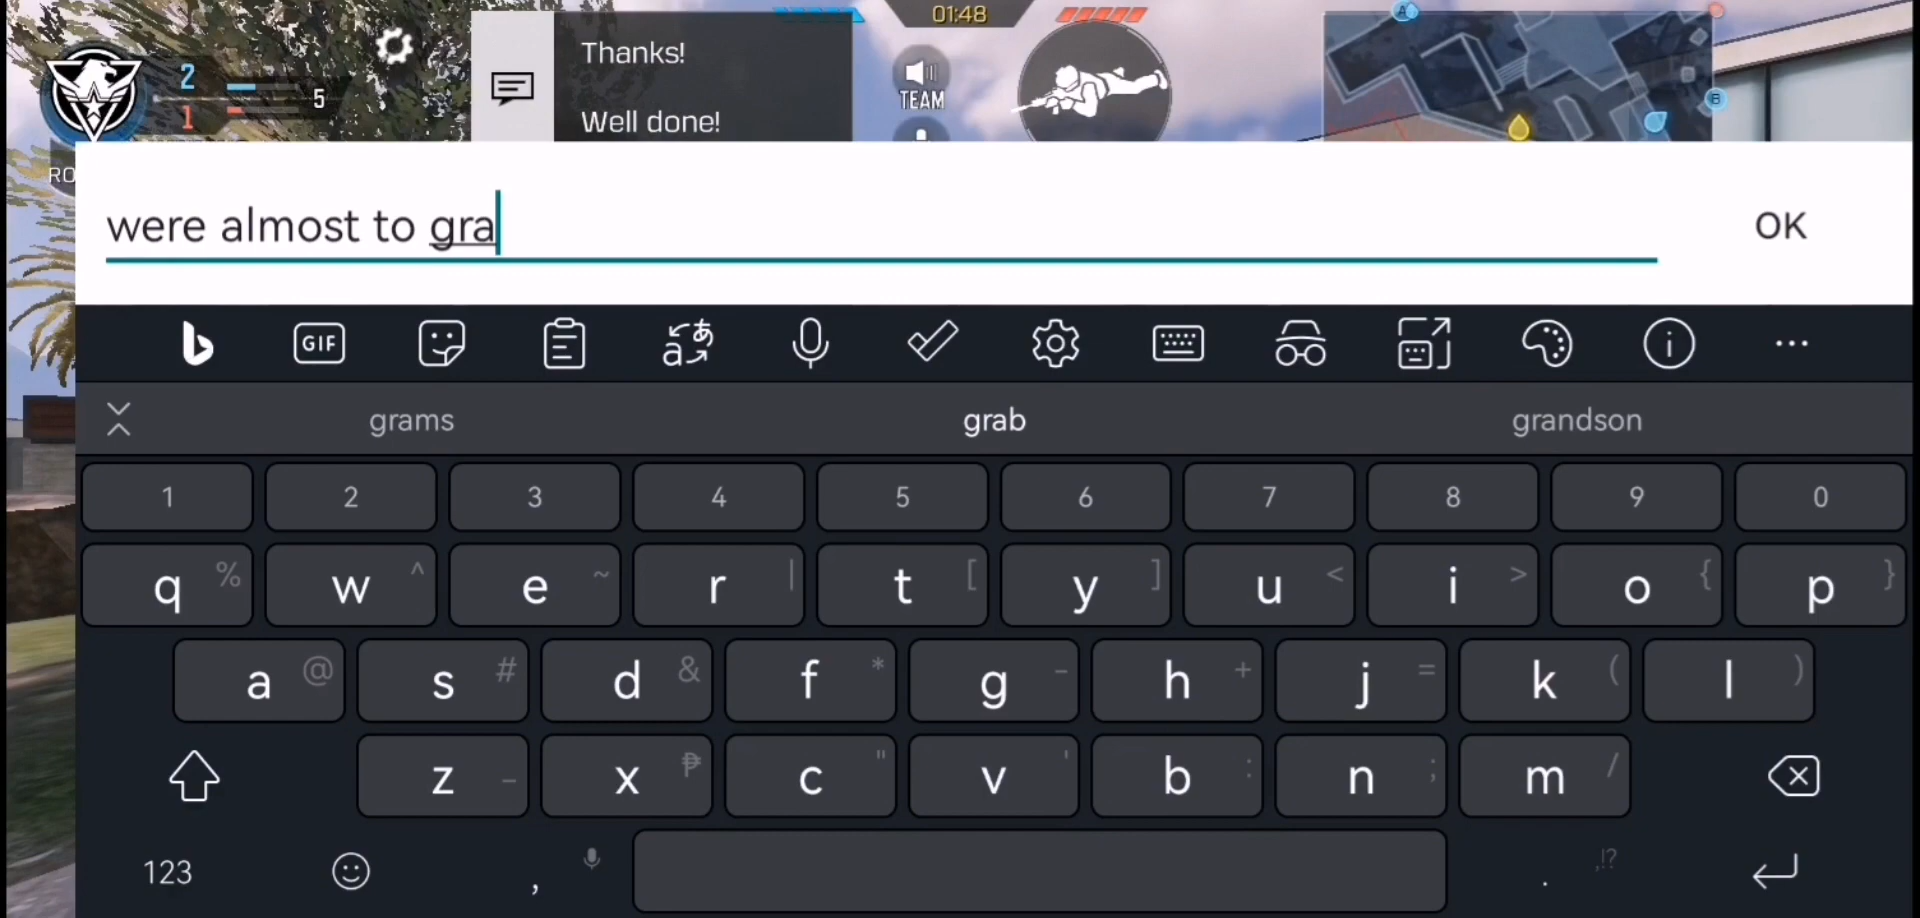 01:48
Thanks!
Well done!
2
1
5
TEAM
A
B
RO
were almost to gra
OK
GIF
grams
grab
grandson
1 2 3 4 5 6 7 8 9 0
q % w ^ e ~ r | t [ y ] u < i > o { p }
a @ s # d & f * g - h + j = k ( l )
z _ x ₱ c " v ' b : n ; m /
123 , . ,!?